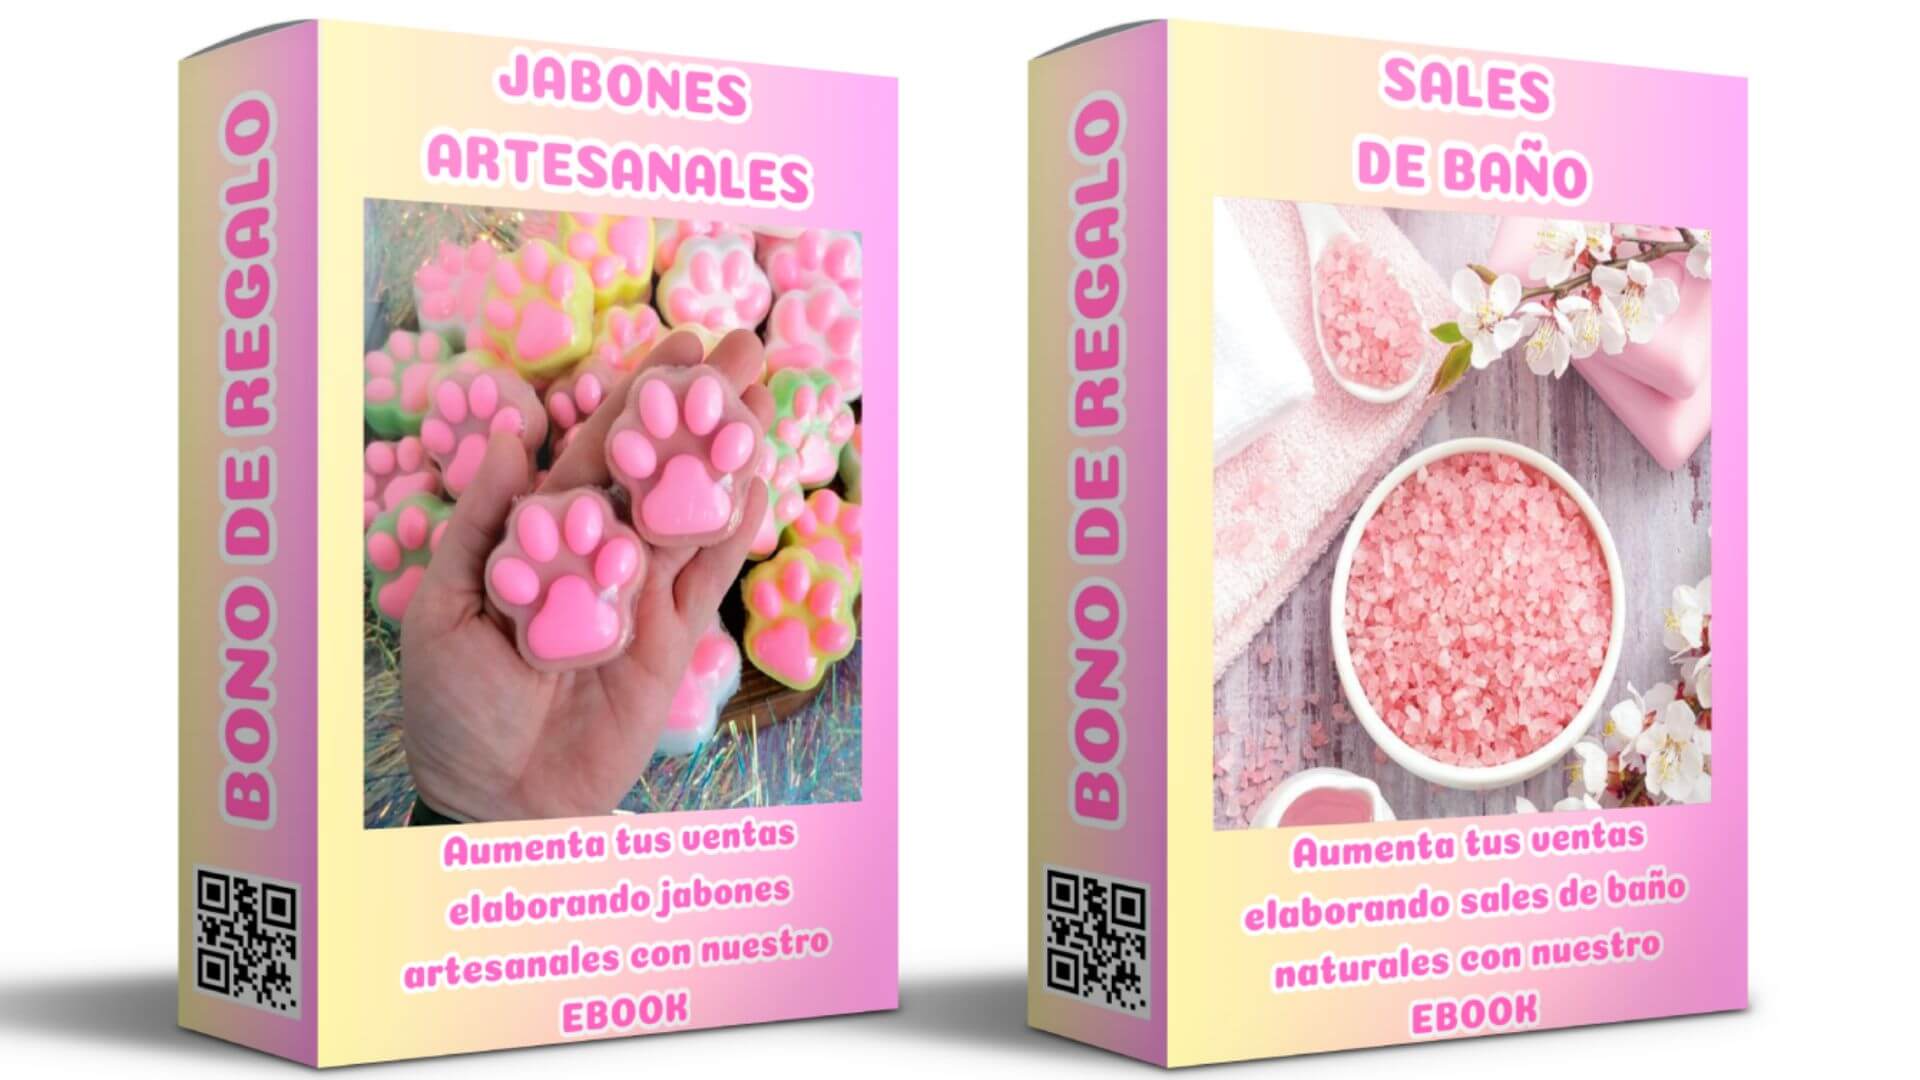 BONO DE REGALO
JABONES
ARTESANALES
Aumenta tus ventas
elaborando jabones
artesanales con nuestro
EBOOK
BONO DE REGALO
SALES
DE BAÑO
Aumenta tus ventas
elaborando sales de baño
naturales con nuestro
EBOOK